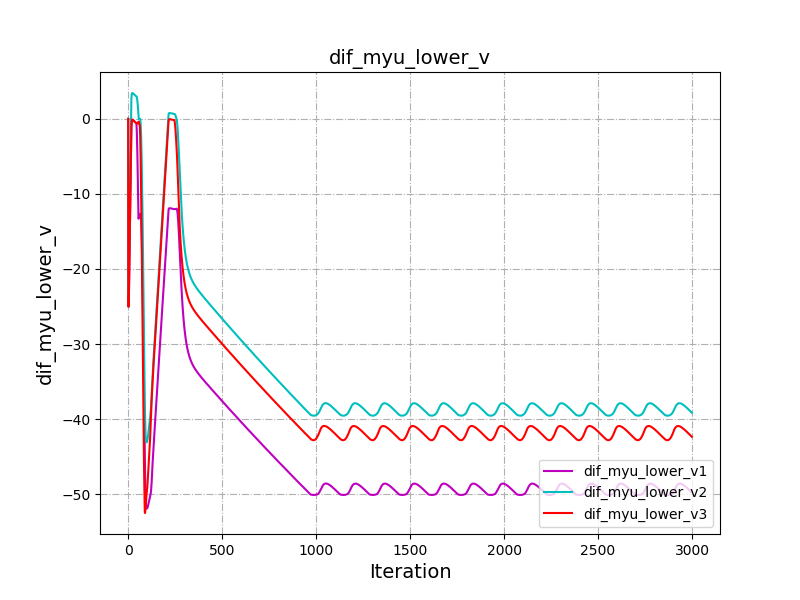 dif_myu_lower_v
dif_myu_lower_v
0
−10
−20
−30
−40
−50
0
500
1000
1500
2000
2500
3000
Iteration
dif_myu_lower_v1
dif_myu_lower_v2
dif_myu_lower_v3